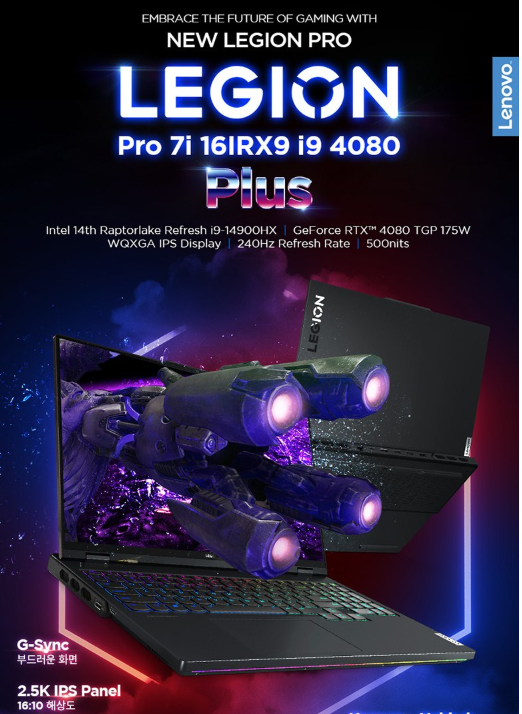 EMBRACE THE FUTURE OF GAMING WITH
NEW LEGION PRO
LEGION
Lenovo
Pro 7i 16IRX9 i9 4080
Plus
Intel 14th Raptorlake Refresh i9-14900HX | GeForce RTX™ 4080 TGP 175W
WQXGA IPS Display | 240Hz Refresh Rate | 500nits
LEGION
G-Sync
부드러운 화면
2.5K IPS Panel
16:10 해상도